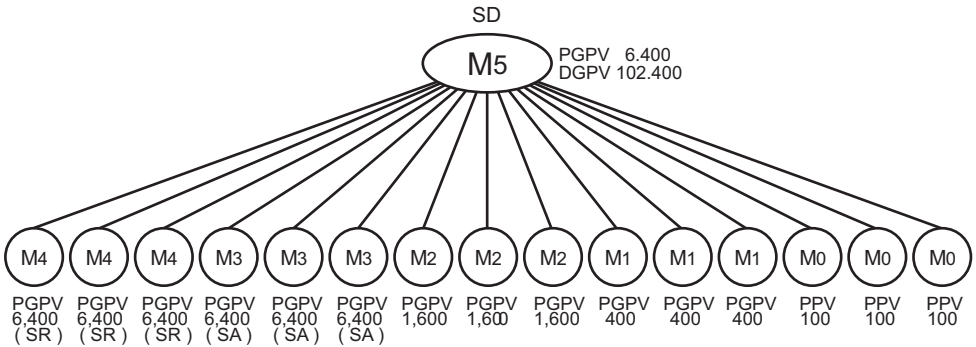 SD
M5
PGPV 6.400
DGPV 102.400
M4 M4 M4 M3 M3 M3 M2 M2 M2 M1 M1 M1 M0 M0 M0
PGPV PGPV PGPV PGPV PGPV PGPV PGPV PGPV PGPV PGPV PGPV PGPV PPV PPV PPV
6,400 6,400 6,400 6,400 6,400 6,400 1,600 1,600 1,600 400 400 400 100 100 100
( SR ) ( SR ) ( SR ) ( SA ) ( SA ) ( SA )